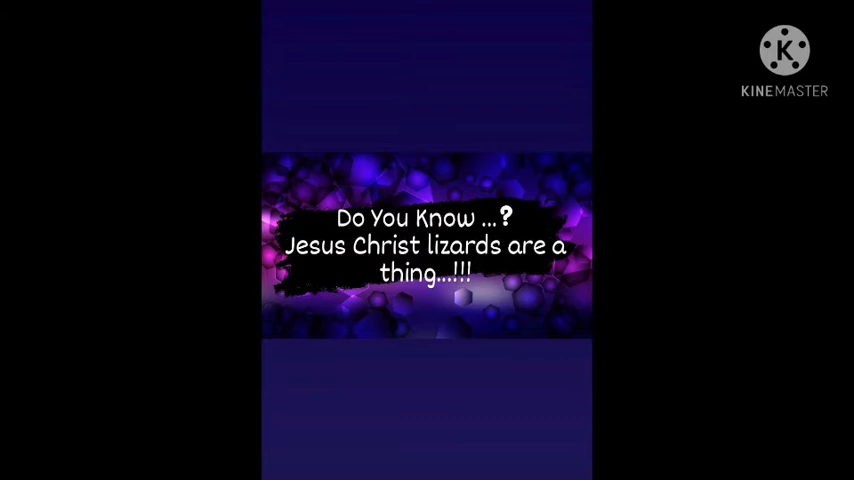 Do You Know ...?
Jesus Christ lizards are a
thing...!!!
KINEMASTER